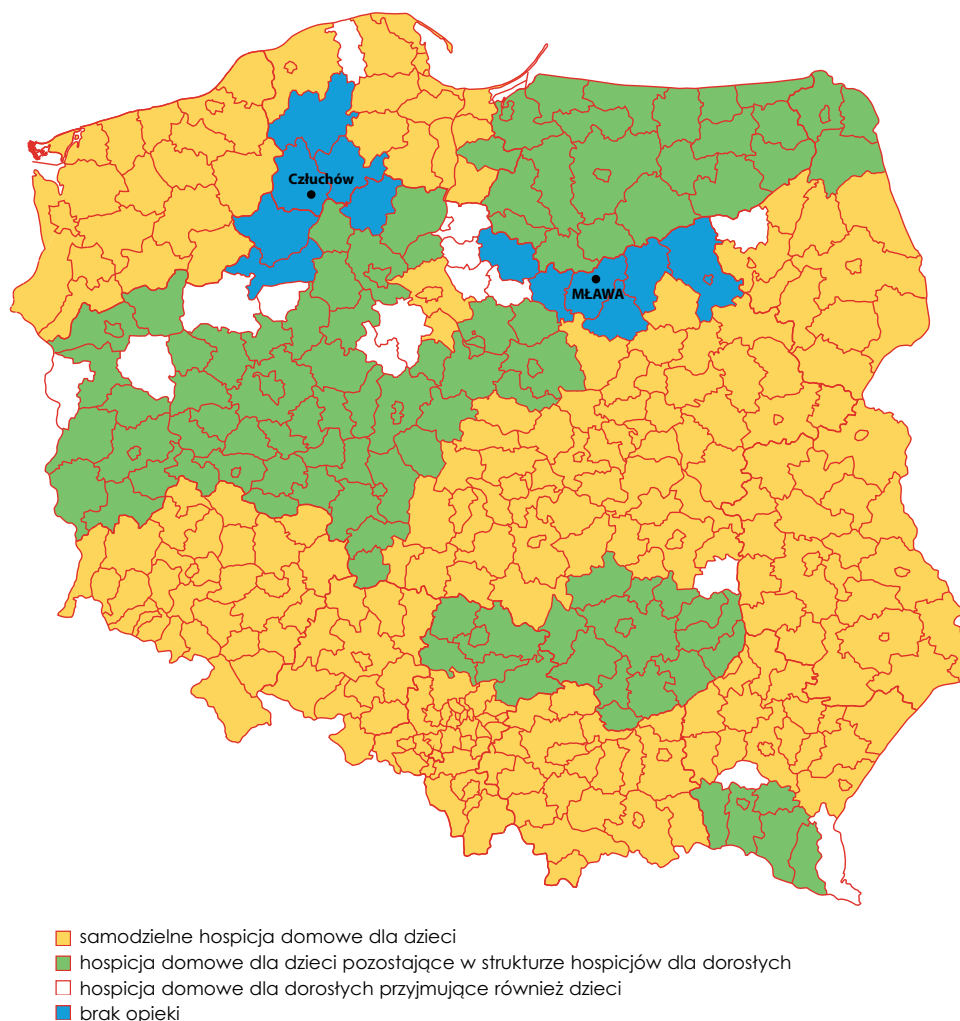 Człuchów
MŁAWA
samodzielne hospicja domowe dla dzieci
hospicja domowe dla dzieci pozostające w strukturze hospicjów dla dorosłych
hospicja domowe dla dorosłych przyjmujące również dzieci
brak opieki